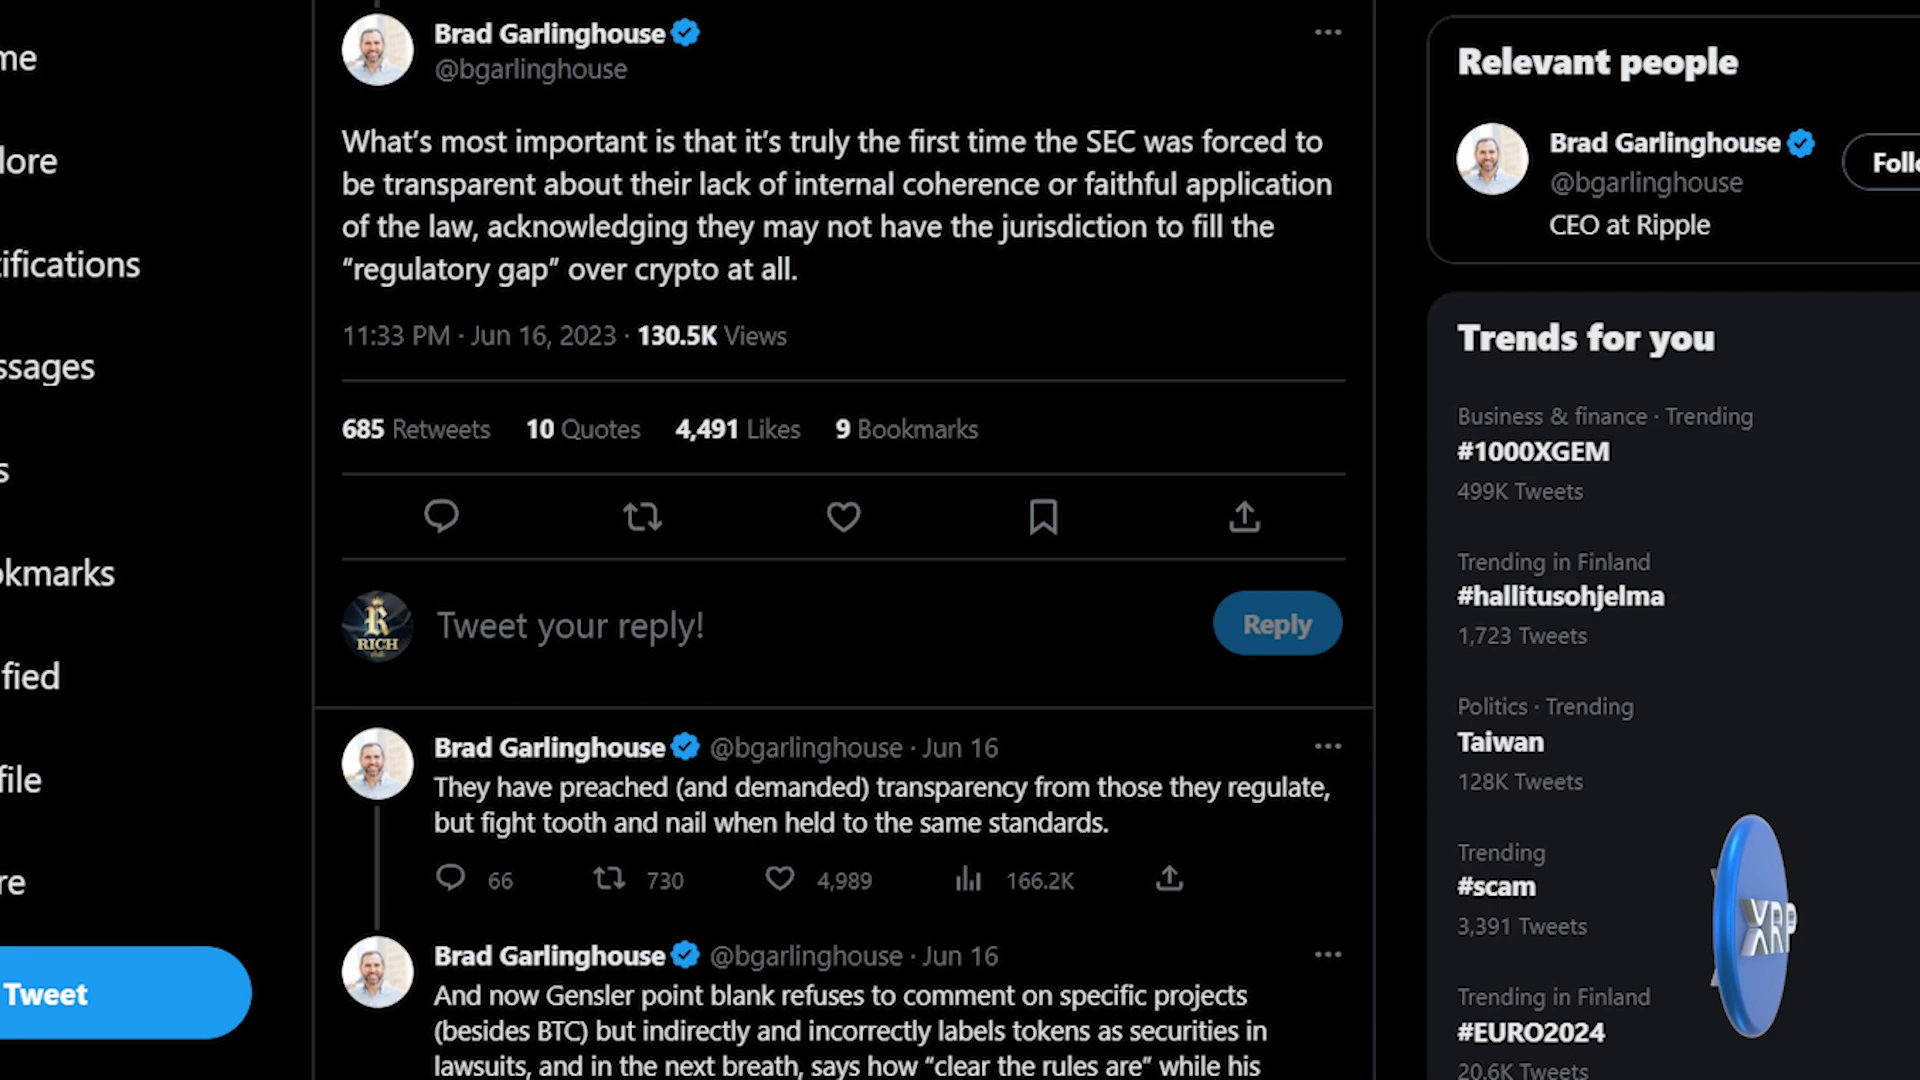 me
lore
tifications
ssages
s
okmarks
fied
file
re
Tweet
Brad Garlinghouse
@bgarlinghouse
What’s most important is that it’s truly the first time the SEC was forced to
be transparent about their lack of internal coherence or faithful application
of the law, acknowledging they may not have the jurisdiction to fill the
“regulatory gap” over crypto at all.
11:33 PM · Jun 16, 2023 · 130.5K Views
685 Retweets 10 Quotes 4,491 Likes 9 Bookmarks
R
RICH
club
Tweet your reply!
Reply
Brad Garlinghouse @bgarlinghouse · Jun 16
They have preached (and demanded) transparency from those they regulate,
but fight tooth and nail when held to the same standards.
66 730 4,989 166.2K
Brad Garlinghouse @bgarlinghouse · Jun 16
And now Gensler point blank refuses to comment on specific projects
(besides BTC) but indirectly and incorrectly labels tokens as securities in
lawsuits, and in the next breath, says how “clear the rules are” while his
Relevant people
Brad Garlinghouse
@bgarlinghouse
CEO at Ripple
Follo
Trends for you
Business & finance · Trending
#1000XGEM
499K Tweets
Trending in Finland
#hallitusohjelma
1,723 Tweets
Politics · Trending
Taiwan
128K Tweets
Trending
#scam
3,391 Tweets
Trending in Finland
#EURO2024
20.6K Tweets
XRP